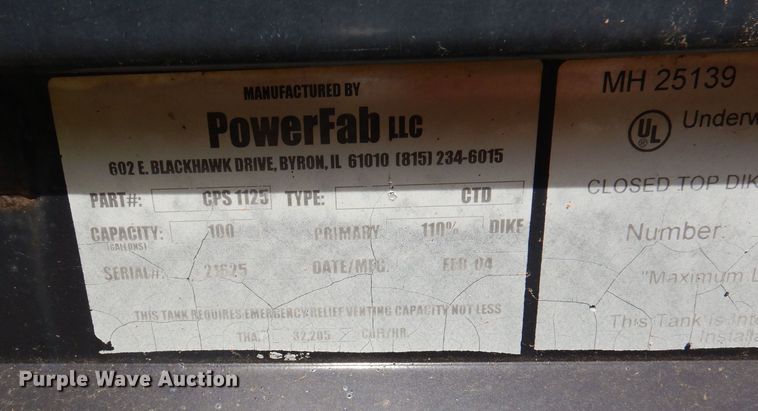 MANUFACTURED BY
PowerFab LLC
602 E. BLACKHAWK DRIVE, BYRON, IL 61010 (815) 234-6015
PART#: CPS 1125 TYPE: CTD
CAPACITY: 100 PRIMARY 110% DIKE
(GALLONS)
SERIAL#: 21625 DATE/MFG. FEB 04
THIS TANK REQUIRES EMERGENCY RELIEF VENTING CAPACITY NOT LESS
THAN 32,205 CUFT/HR.
MH 25139
UL Underw
CLOSED TOP DIK
Number:
"Maximum L
This Tank is Inte
Install
Purple Wave Auction